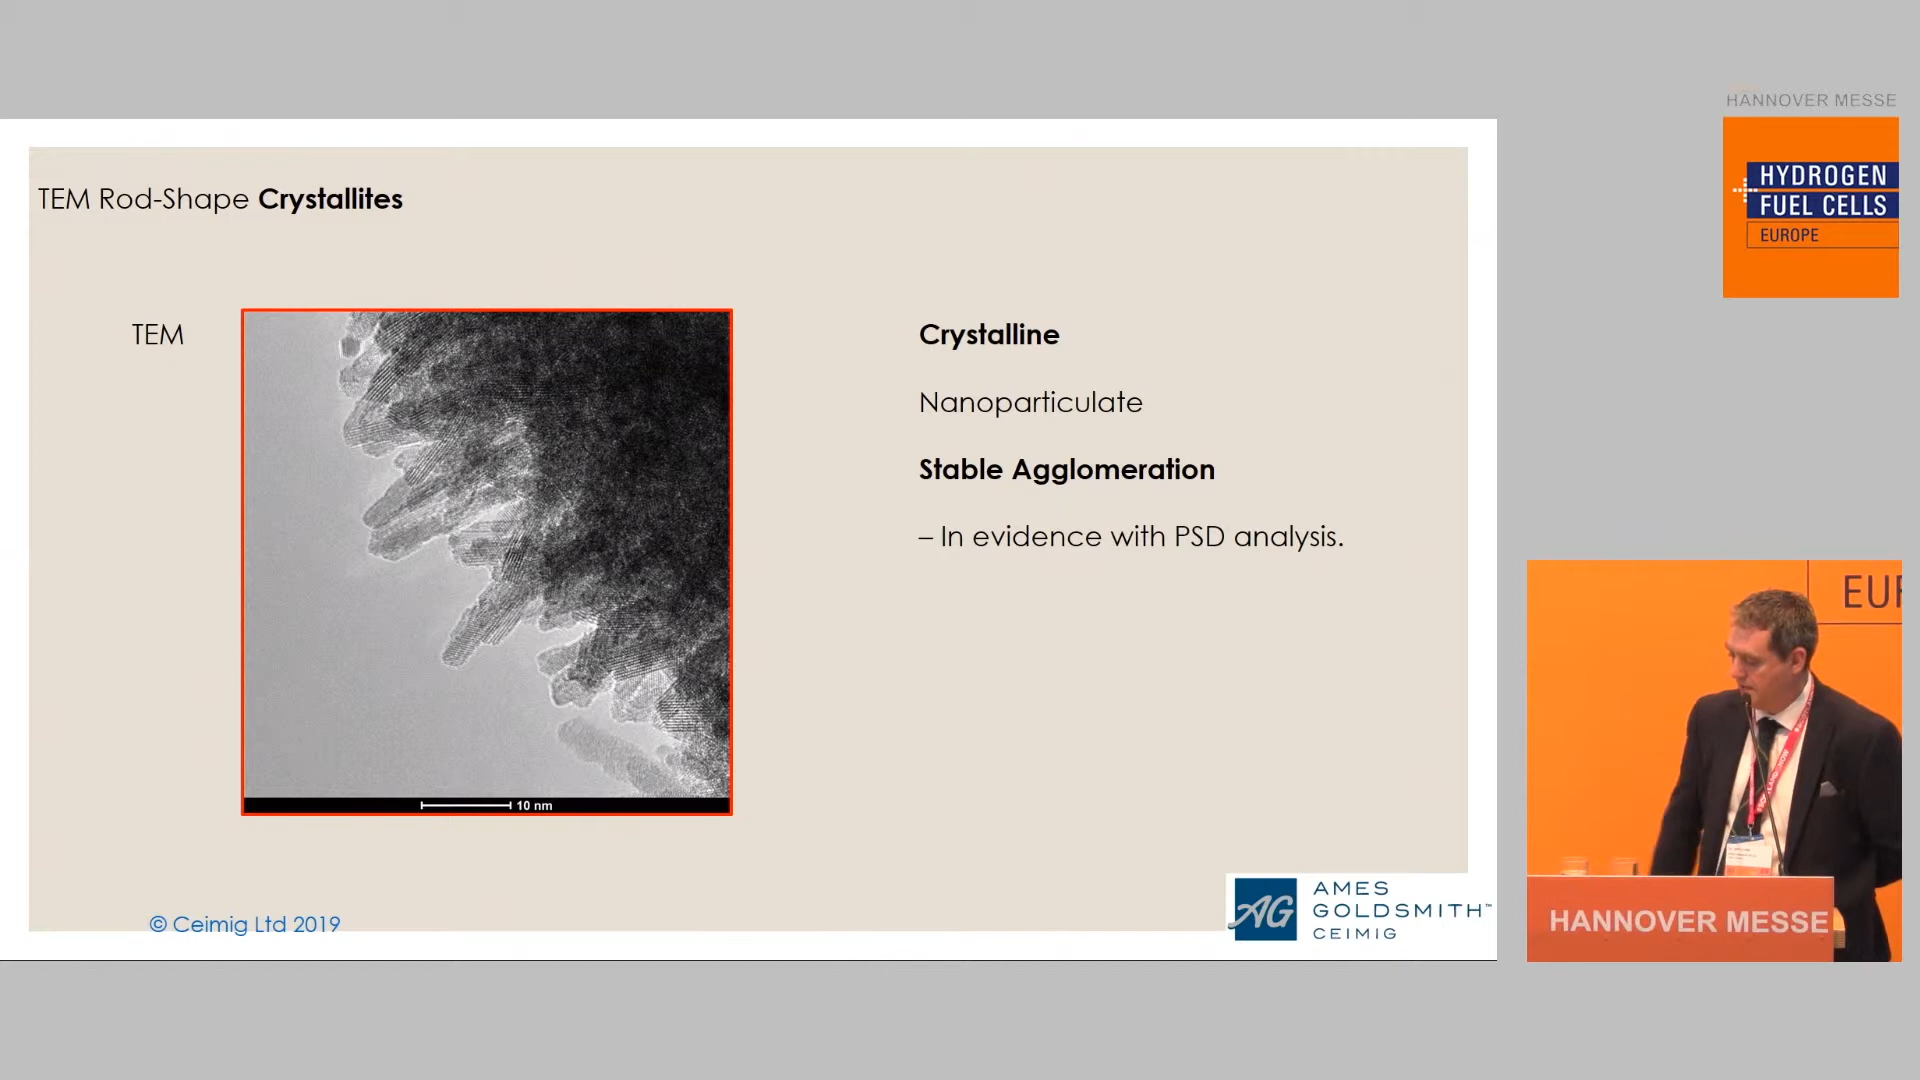 HANNOVER MESSE
HYDROGEN
FUEL CELLS
EUROPE
TEM Rod-Shape Crystallites
TEM
Crystalline
Nanoparticulate
Stable Agglomeration
– In evidence with PSD analysis.
10 nm
© Ceimig Ltd 2019
AG
AMES
GOLDSMITH™
CEIMIG
EUR
HANNOVER MESSE